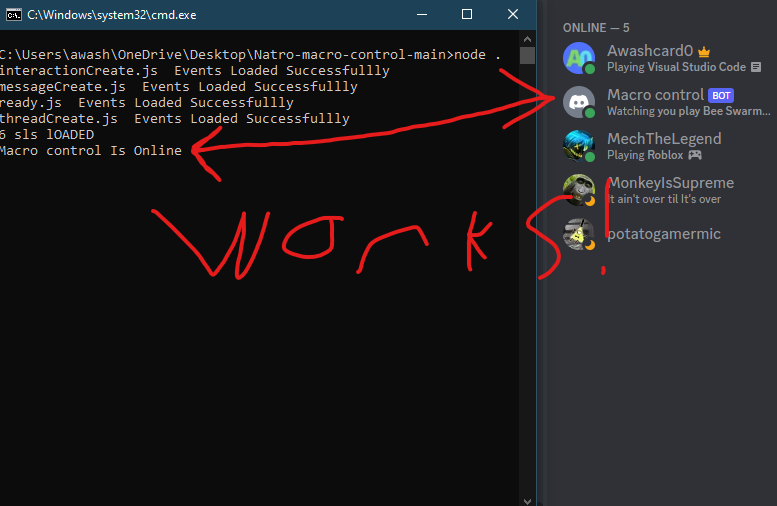 C:\Windows\system32\cmd.exe
C:\Users\awash\OneDrive\Desktop\Natro-macro-control-main>node .
interactionCreate.js  Events Loaded Successfullly
messageCreate.js  Events Loaded Successfullly
ready.js  Events Loaded Successfullly
threadCreate.js  Events Loaded Successfullly
6 sls lOADED
Macro control Is Online
Works!
ONLINE — 5
Awashcard0
Playing Visual Studio Code
Macro control BOT
Watching you play Bee Swarm...
MechTheLegend
Playing Roblox
MonkeyIsSupreme
It ain't over til It's over
potatogamermic